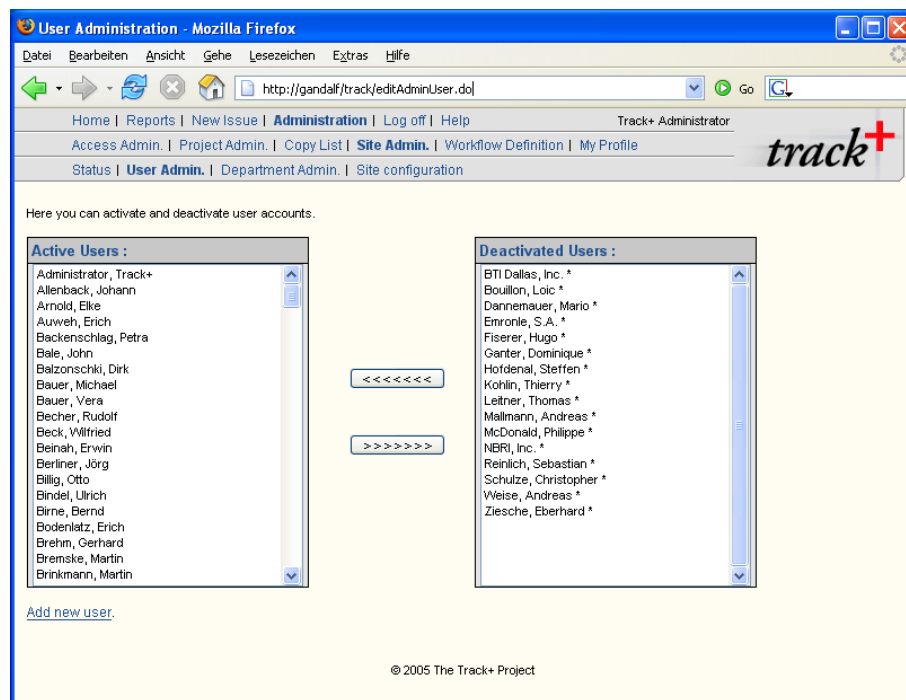 User Administration - Mozilla Firefox
Datei Bearbeiten Ansicht Gehe Lesezeichen Extras Hilfe
http://gandalf/track/editAdminUser.do Go G
Home | Reports | New Issue | Administration | Log off | Help Track+ Administrator
Access Admin. | Project Admin. | Copy List | Site Admin. | Workflow Definition | My Profile
track+
Status | User Admin. | Department Admin. | Site configuration
Here you can activate and deactivate user accounts.
Active Users :
Administrator, Track+
Allenback, Johann
Arnold, Elke
Auweh, Erich
Backenschlag, Petra
Bale, John
Balzonschki, Dirk
Bauer, Michael
Bauer, Vera
Becher, Rudolf
Beck, Wilfried
Beinah, Erwin
Berliner, Jörg
Billig, Otto
Bindel, Ulrich
Birne, Bernd
Bodenlatz, Erich
Brehm, Gerhard
Bremske, Martin
Brinkmann, Martin
<<<<<<<
>>>>>>>
Deactivated Users :
BTI Dallas, Inc. *
Bouillon, Loic *
Dannemauer, Mario *
Emronle, S.A. *
Fiserer, Hugo *
Ganter, Dominique *
Hofdenal, Steffen *
Kohlin, Thierry *
Leitner, Thomas *
Mallmann, Andreas *
McDonald, Philippe *
NBRI, Inc. *
Reinlich, Sebastian *
Schulze, Christopher *
Weise, Andreas *
Ziesche, Eberhard *
Add new user.
© 2005 The Track+ Project